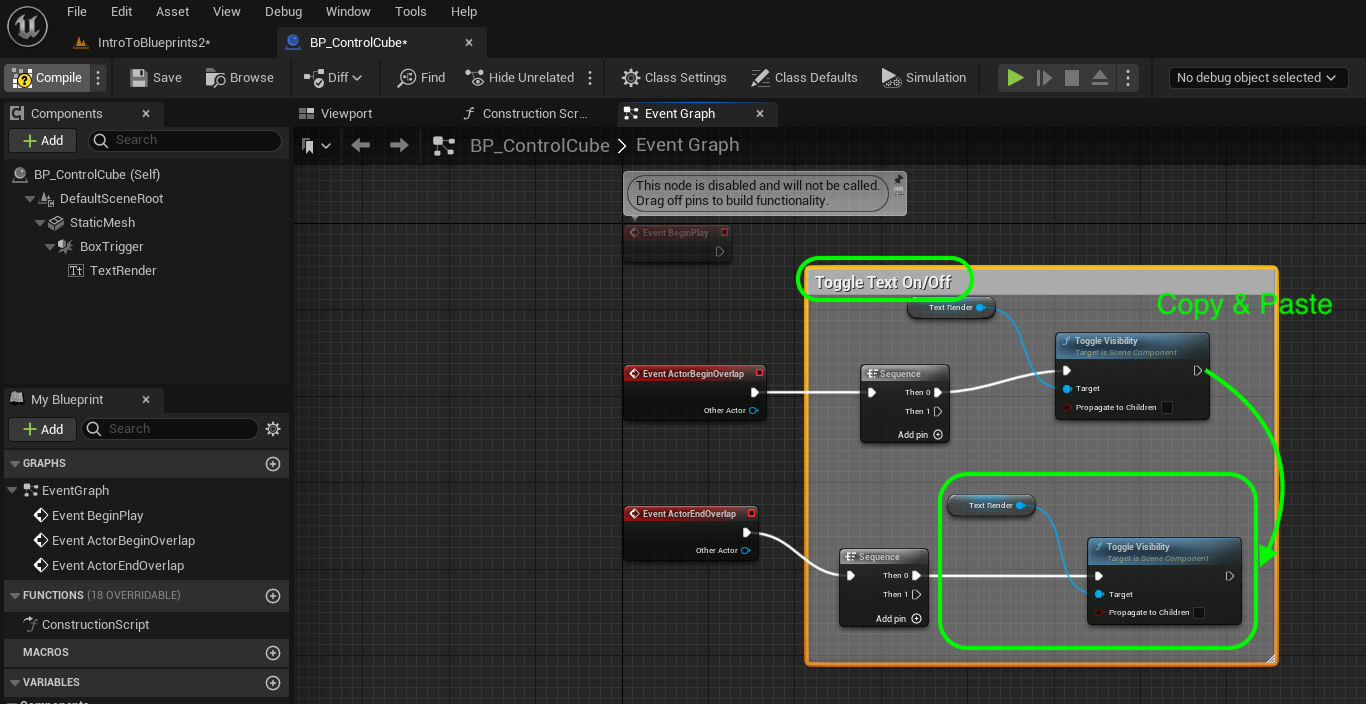 File Edit Asset View Debug Window Tools Help
IntroToBlueprints2* BP_ControlCube*
Compile Save Browse Diff Find Hide Unrelated Class Settings Class Defaults Simulation No debug object selected
Components
Add Search
BP_ControlCube (Self)
DefaultSceneRoot
StaticMesh
BoxTrigger
Tt TextRender
My Blueprint
Add Search
GRAPHS
EventGraph
Event BeginPlay
Event ActorBeginOverlap
Event ActorEndOverlap
FUNCTIONS (18 OVERRIDABLE)
ConstructionScript
MACROS
VARIABLES
Components
Viewport Construction Scr... Event Graph
BP_ControlCube > Event Graph
This node is disabled and will not be called.
Drag off pins to build functionality.
Event BeginPlay
Toggle Text On/Off
Copy & Paste
Text Render
Toggle Visibility
Target is Scene Component
Target
Propagate to Children
Event ActorBeginOverlap
Other Actor
Sequence
Then 0
Then 1
Add pin
Event ActorEndOverlap
Other Actor
Sequence
Then 0
Then 1
Add pin
Text Render
Toggle Visibility
Target is Scene Component
Target
Propagate to Children